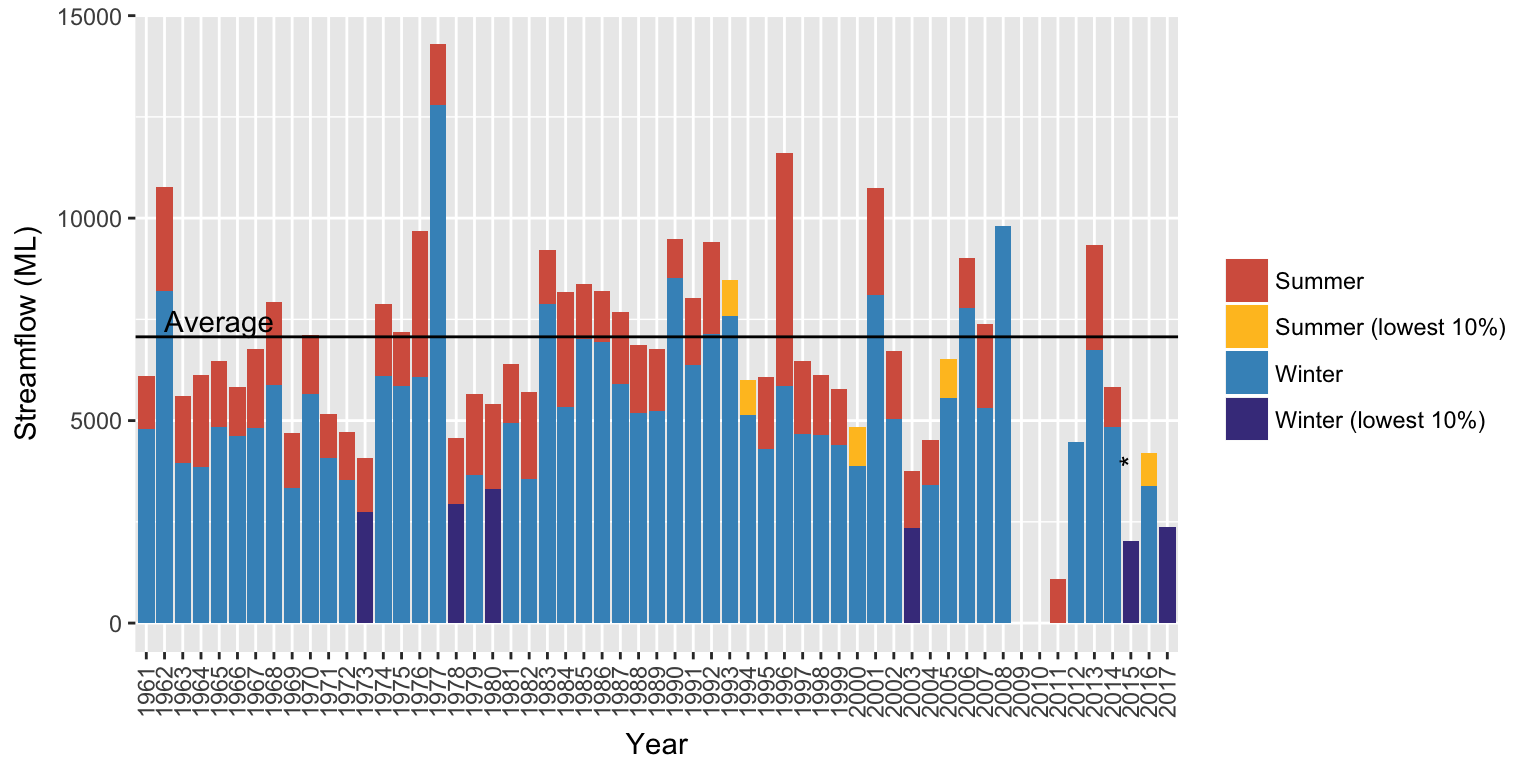 15000
10000
5000
0
Streamflow (ML)
Average
*
1961 1962 1963 1964 1965 1966 1967 1968 1969 1970 1971 1972 1973 1974 1975 1976 1977 1978 1979 1980 1981 1982 1983 1984 1985 1986 1987 1988 1989 1990 1991 1992 1993 1994 1995 1996 1997 1998 1999 2000 2001 2002 2003 2004 2005 2006 2007 2008 2009 2010 2011 2012 2013 2014 2015 2016 2017
Year
Summer
Summer (lowest 10%)
Winter
Winter (lowest 10%)